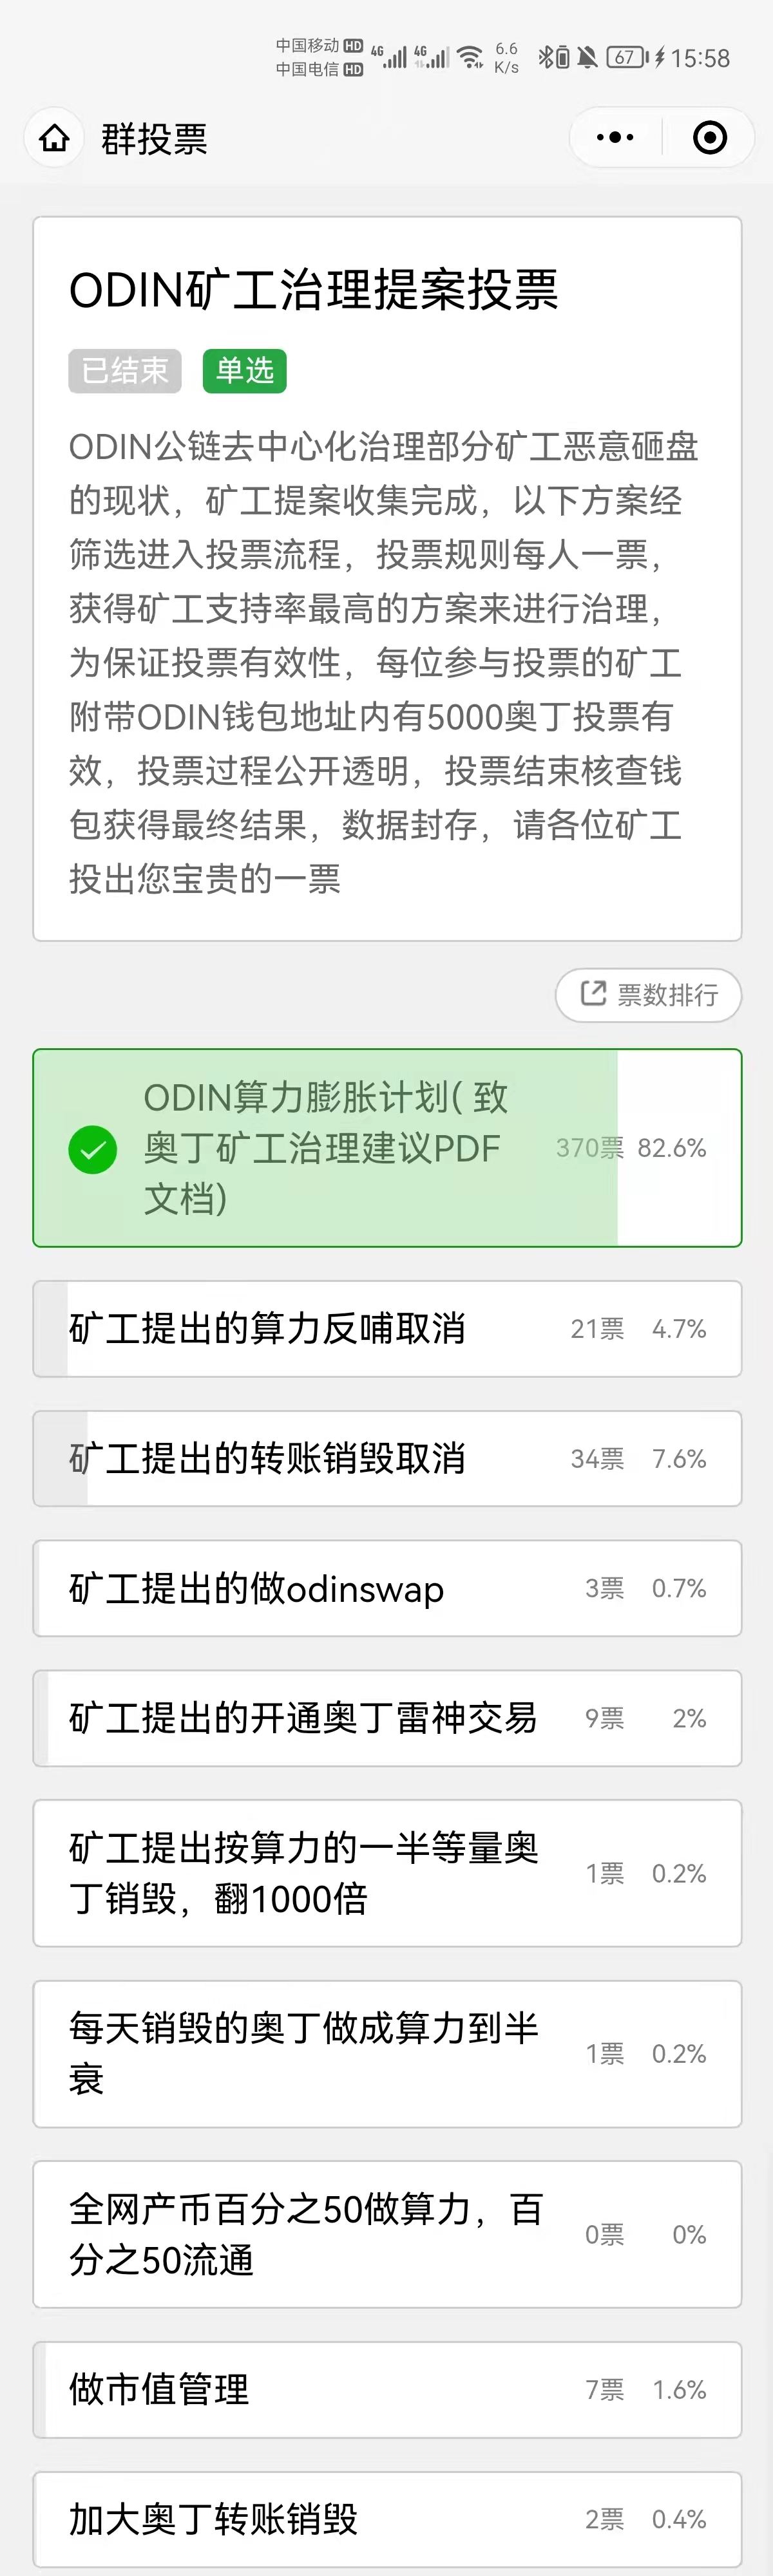 中国移动 HD 4G 4G 6.6 67 15:58
中国电信 HD K/s
群投票
ODIN矿工治理提案投票
已结束 单选
ODIN公链去中心化治理部分矿工恶意砸盘
的现状，矿工提案收集完成，以下方案经
筛选进入投票流程，投票规则每人一票，
获得矿工支持率最高的方案来进行治理，
为保证投票有效性，每位参与投票的矿工
附带ODIN钱包地址内有5000奥丁投票有
效，投票过程公开透明，投票结束核查钱
包获得最终结果，数据封存，请各位矿工
投出您宝贵的一票
票数排行
ODIN算力膨胀计划( 致
奥丁矿工治理建议PDF 370票 82.6%
文档)
矿工提出的算力反哺取消 21票 4.7%
矿工提出的转账销毁取消 34票 7.6%
矿工提出的做odinswap 3票 0.7%
矿工提出的开通奥丁雷神交易 9票 2%
矿工提出按算力的一半等量奥
丁销毁，翻1000倍 1票 0.2%
每天销毁的奥丁做成算力到半
衰 1票 0.2%
全网产币百分之50做算力，百
分之50流通 0票 0%
做市值管理 7票 1.6%
加大奥丁转账销毁 2票 0.4%